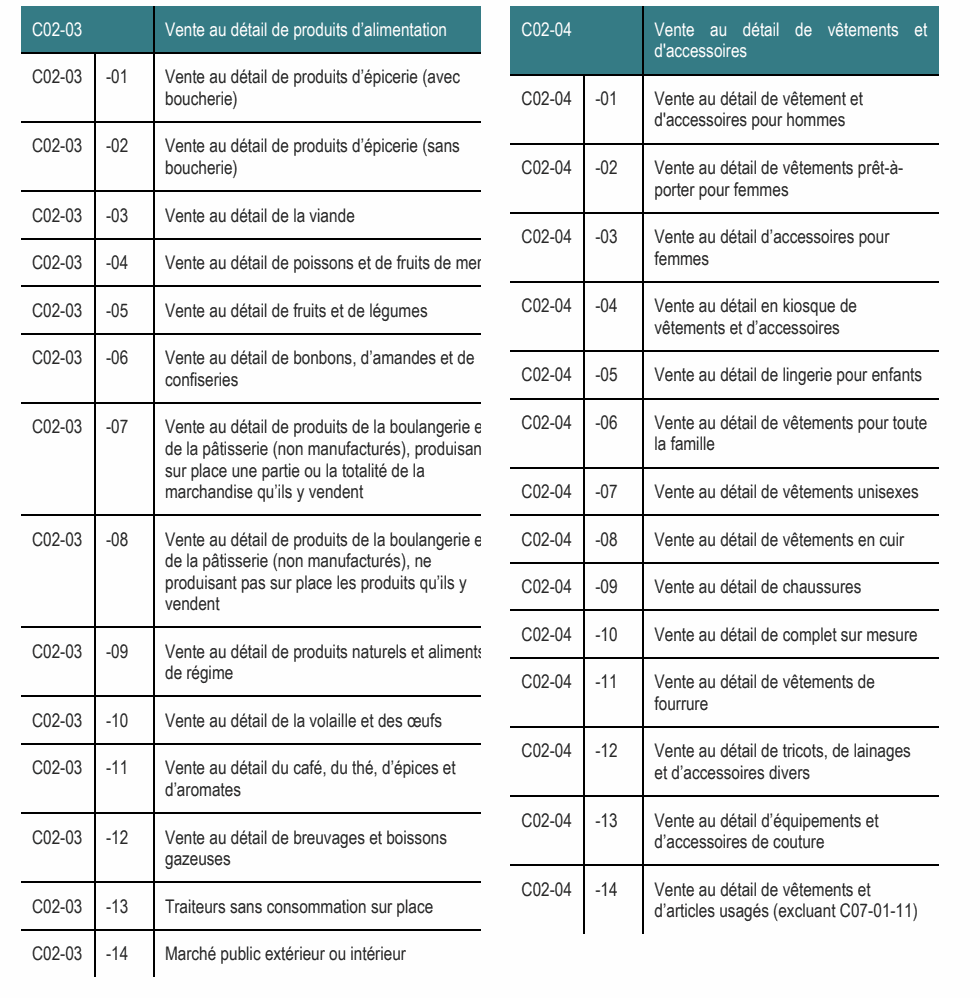 C02-03 Vente au détail de produits d’alimentation
C02-03 -01 Vente au détail de produits d’épicerie (avec
boucherie)
C02-03 -02 Vente au détail de produits d’épicerie (sans
boucherie)
C02-03 -03 Vente au détail de la viande
C02-03 -04 Vente au détail de poissons et de fruits de mer
C02-03 -05 Vente au détail de fruits et de légumes
C02-03 -06 Vente au détail de bonbons, d’amandes et de
confiseries
C02-03 -07 Vente au détail de produits de la boulangerie e
de la pâtisserie (non manufacturés), produisan
sur place une partie ou la totalité de la
marchandise qu’ils y vendent
C02-03 -08 Vente au détail de produits de la boulangerie e
de la pâtisserie (non manufacturés), ne
produisant pas sur place les produits qu’ils y
vendent
C02-03 -09 Vente au détail de produits naturels et aliments
de régime
C02-03 -10 Vente au détail de la volaille et des œufs
C02-03 -11 Vente au détail du café, du thé, d’épices et
d’aromates
C02-03 -12 Vente au détail de breuvages et boissons
gazeuses
C02-03 -13 Traiteurs sans consommation sur place
C02-03 -14 Marché public extérieur ou intérieur
C02-04 Vente au détail de vêtements et
d'accessoires
C02-04 -01 Vente au détail de vêtement et
d'accessoires pour hommes
C02-04 -02 Vente au détail de vêtements prêt-à-
porter pour femmes
C02-04 -03 Vente au détail d’accessoires pour
femmes
C02-04 -04 Vente au détail en kiosque de
vêtements et d’accessoires
C02-04 -05 Vente au détail de lingerie pour enfants
C02-04 -06 Vente au détail de vêtements pour toute
la famille
C02-04 -07 Vente au détail de vêtements unisexes
C02-04 -08 Vente au détail de vêtements en cuir
C02-04 -09 Vente au détail de chaussures
C02-04 -10 Vente au détail de complet sur mesure
C02-04 -11 Vente au détail de vêtements de
fourrure
C02-04 -12 Vente au détail de tricots, de lainages
et d’accessoires divers
C02-04 -13 Vente au détail d’équipements et
d’accessoires de couture
C02-04 -14 Vente au détail de vêtements et
d’articles usagés (excluant C07-01-11)